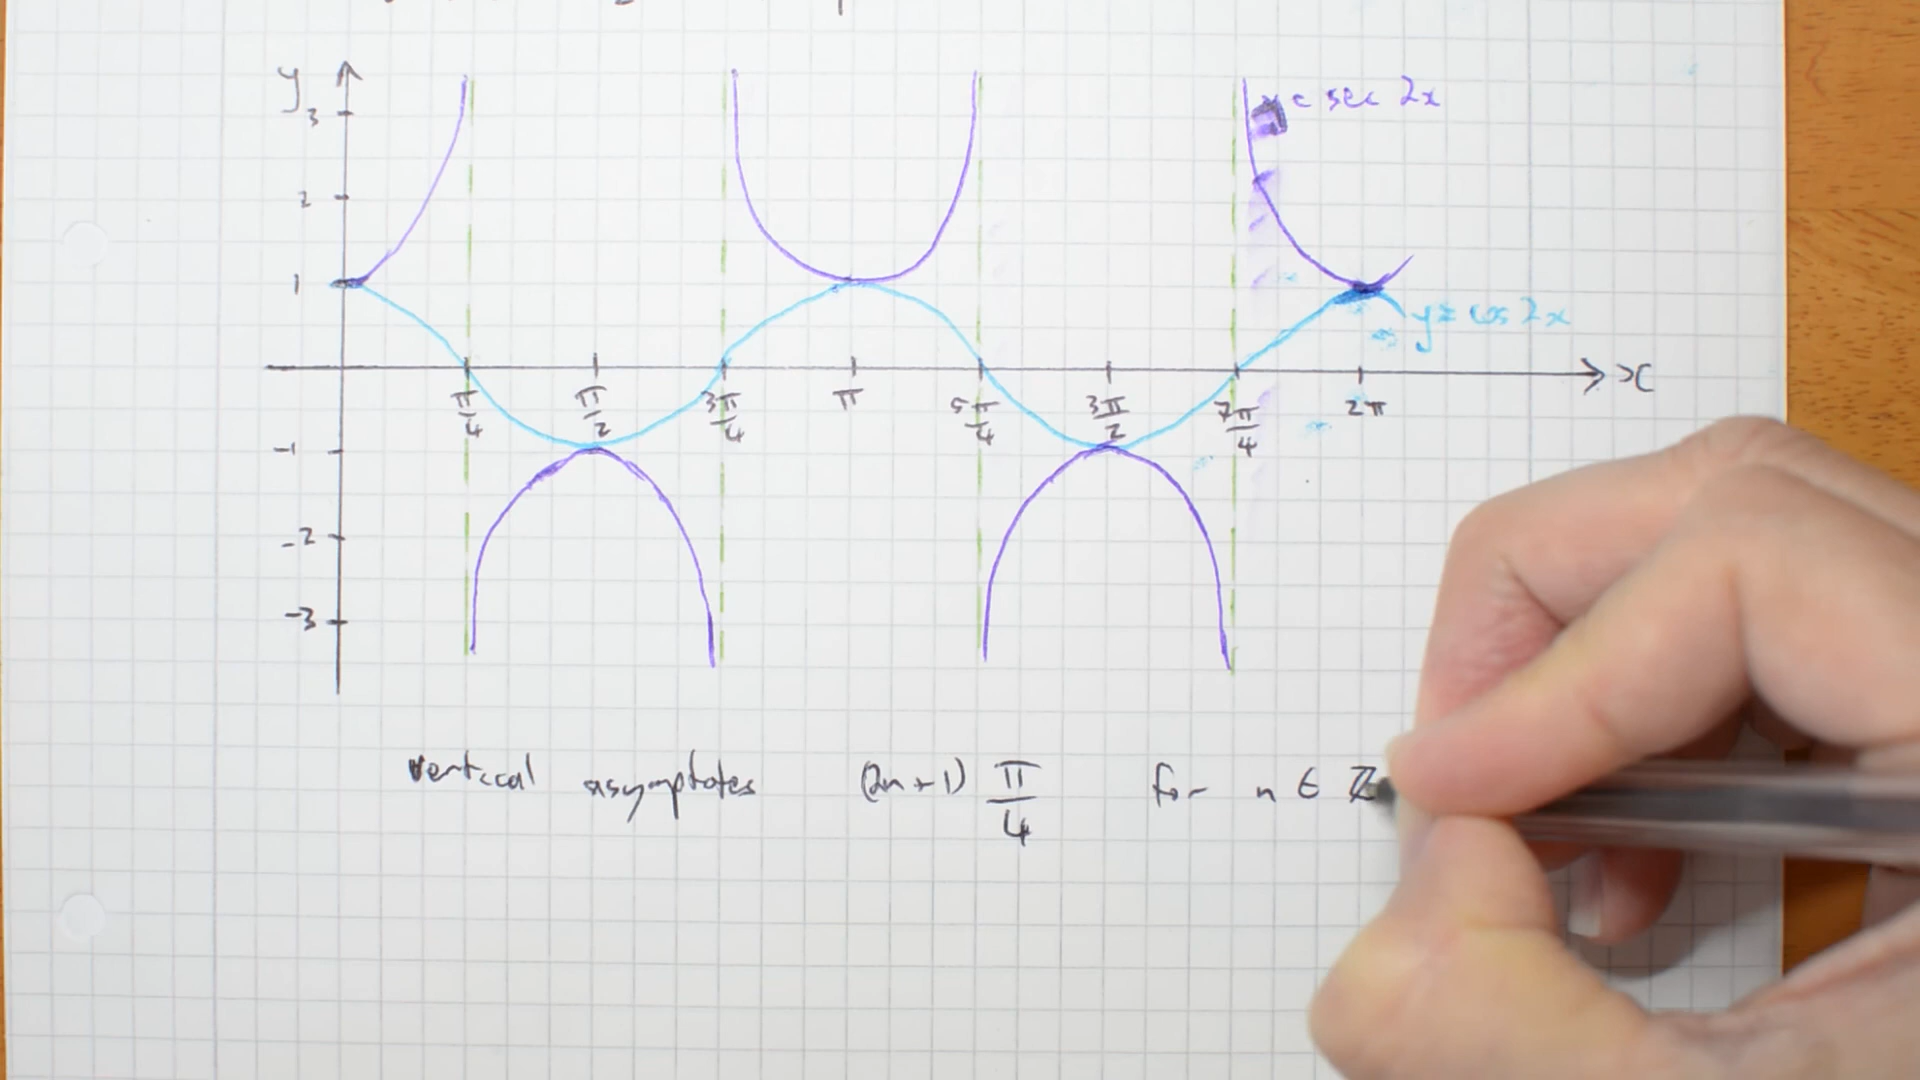 y
3
y = sec 2x
2
1
y = cos 2x
x
π/4 π/2 3π/4 π 5π/4 3π/2 7π/4 2π
-1
-2
-3
vertical asymptotes (2n+1) π/4 for n ∈ ℤ